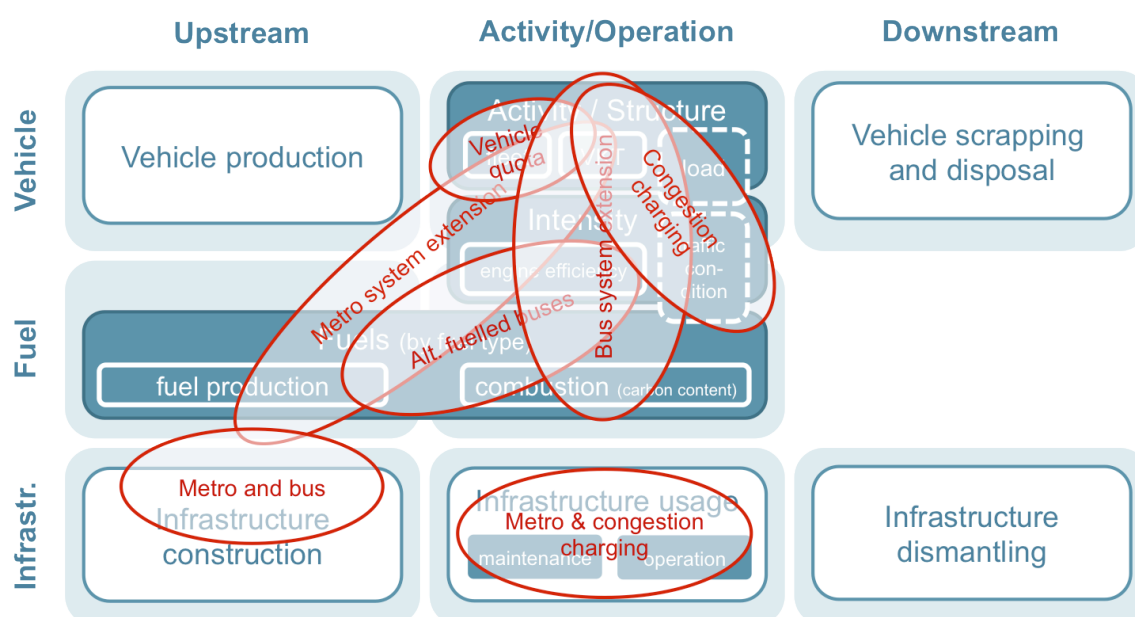 Upstream
Activity/Operation
Downstream
Vehicle
Vehicle production
Activity / Structure
Vehicle
quota
load
Congestion
charging
Vehicle scrapping
and disposal
Metro system extension
Bus system extension
Intensity
engine efficiency
con-
dition
Fuel
Fuels (by fuel type)
Alt. fuelled buses
fuel production
combustion (carbon content)
Infrastr.
Metro and bus
Infrastructure
construction
Infrastructure usage
Metro & congestion
charging
maintenance
operation
Infrastructure
dismantling